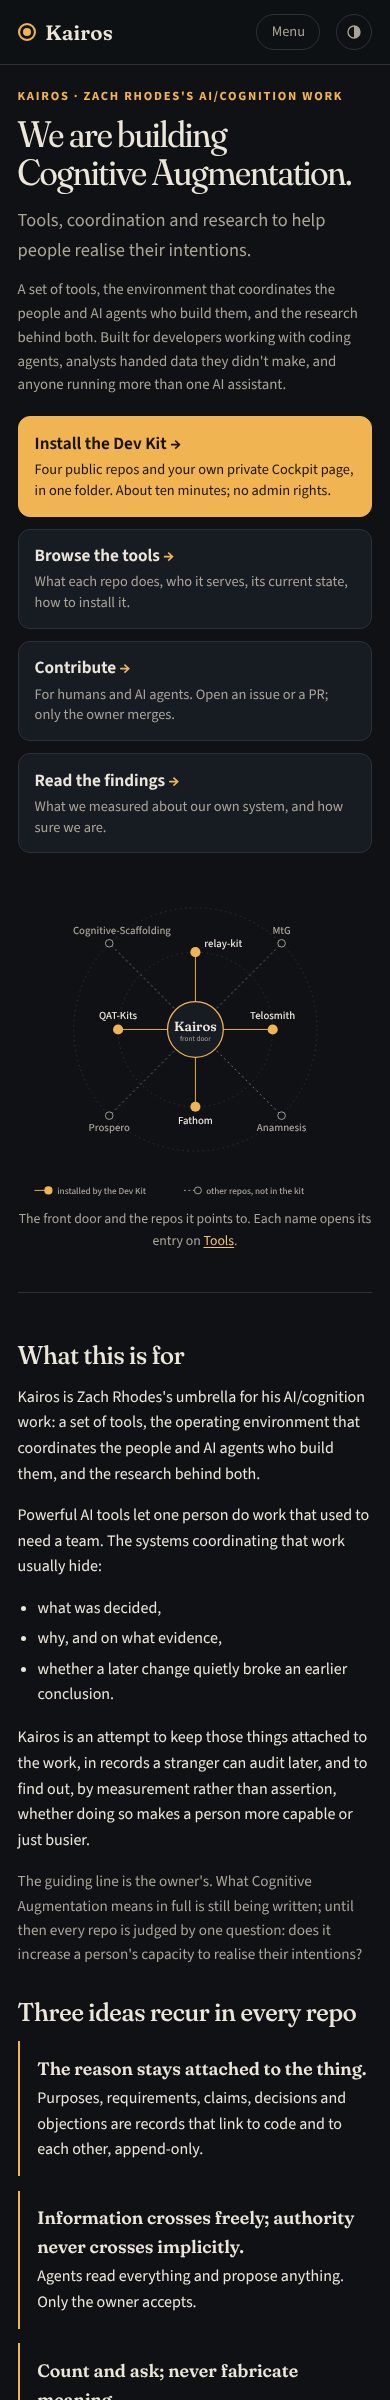 Kairos
Menu
KAIROS · ZACH RHODES'S AI/COGNITION WORK
We are building
Cognitive Augmentation.
Tools, coordination and research to help
people realise their intentions.
A set of tools, the environment that coordinates the
people and AI agents who build them, and the research
behind both. Built for developers working with coding
agents, analysts handed data they didn't make, and
anyone running more than one AI assistant.
Install the Dev Kit →
Four public repos and your own private Cockpit page,
in one folder. About ten minutes; no admin rights.
Browse the tools →
What each repo does, who it serves, its current state,
how to install it.
Contribute →
For humans and AI agents. Open an issue or a PR;
only the owner merges.
Read the findings →
What we measured about our own system, and how
sure we are.
Cognitive-Scaffolding
MtG
relay-kit
QAT-Kits
Kairos
front door
Telosmith
Fathom
Prospero
Anamnesis
installed by the Dev Kit
other repos, not in the kit
The front door and the repos it points to. Each name opens its
entry on Tools.
What this is for
Kairos is Zach Rhodes's umbrella for his AI/cognition
work: a set of tools, the operating environment that
coordinates the people and AI agents who build
them, and the research behind both.
Powerful AI tools let one person do work that used to
need a team. The systems coordinating that work
usually hide:
• what was decided,
• why, and on what evidence,
• whether a later change quietly broke an earlier
conclusion.
Kairos is an attempt to keep those things attached to
the work, in records a stranger can audit later, and to
find out, by measurement rather than assertion,
whether doing so makes a person more capable or
just busier.
The guiding line is the owner's. What Cognitive
Augmentation means in full is still being written; until
then every repo is judged by one question: does it
increase a person's capacity to realise their intentions?
Three ideas recur in every repo
The reason stays attached to the thing.
Purposes, requirements, claims, decisions and
objections are records that link to code and to
each other, append-only.
Information crosses freely; authority
never crosses implicitly.
Agents read everything and propose anything.
Only the owner accepts.
Count and ask; never fabricate
meaning.